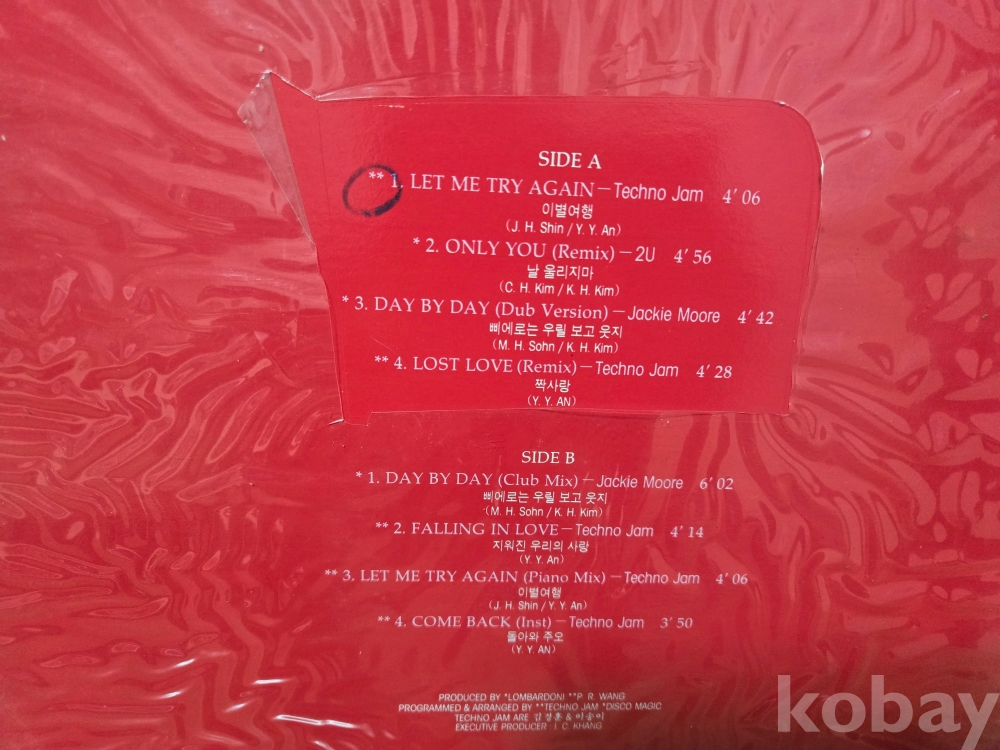 SIDE A
** 1. LET ME TRY AGAIN – Techno Jam 4' 06
이별여행
(J. H. Shin / Y. Y. An)
* 2. ONLY YOU (Remix) – 2U 4' 56
날 울리지마
(C. H. Kim / K. H. Kim)
* 3. DAY BY DAY (Dub Version) – Jackie Moore 4' 42
삐에로는 우릴 보고 웃지
(M. H. Sohn / K. H. Kim)
** 4. LOST LOVE (Remix) – Techno Jam 4' 28
짝사랑
(Y. Y. AN)
SIDE B
* 1. DAY BY DAY (Club Mix) – Jackie Moore 6' 02
삐에로는 우릴 보고 웃지
(M. H. Sohn / K. H. Kim)
** 2. FALLING IN LOVE – Techno Jam 4' 14
지워진 우리의 사랑
(Y. Y. An)
** 3. LET ME TRY AGAIN (Piano Mix) – Techno Jam 4' 06
이별여행
(J. H. Shin / Y. Y. An)
** 4. COME BACK (Inst) – Techno Jam 3' 50
돌아와 주오
(Y. Y. AN)
PRODUCED BY *LOMBARDONI **P. R. WANG
PROGRAMMED & ARRANGED BY **TECHNO JAM *DISCO MAGIC
TECHNO JAM ARE &
EXECUTIVE PRODUCER : I. C. KHANG
kobay